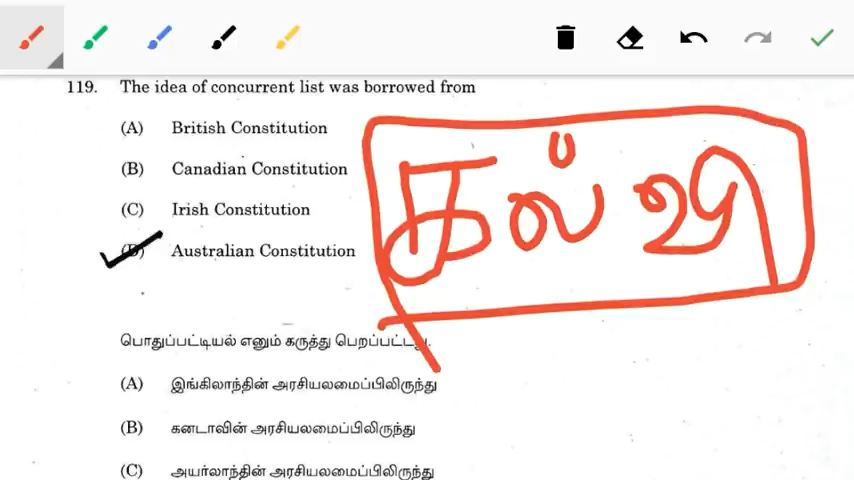 119. The idea of concurrent list was borrowed from
(A) British Constitution
(B) Canadian Constitution
(C) Irish Constitution
(D) Australian Constitution
கல்வி
பொதுப்பட்டியல் எனும் கருத்து பெறப்பட்டது.
(A) இங்கிலாந்தின் அரசியலமைப்பிலிருந்து
(B) கனடாவின் அரசியலமைப்பிலிருந்து
(C) அயர்லாந்தின் அரசியலமைப்பிலிருந்து